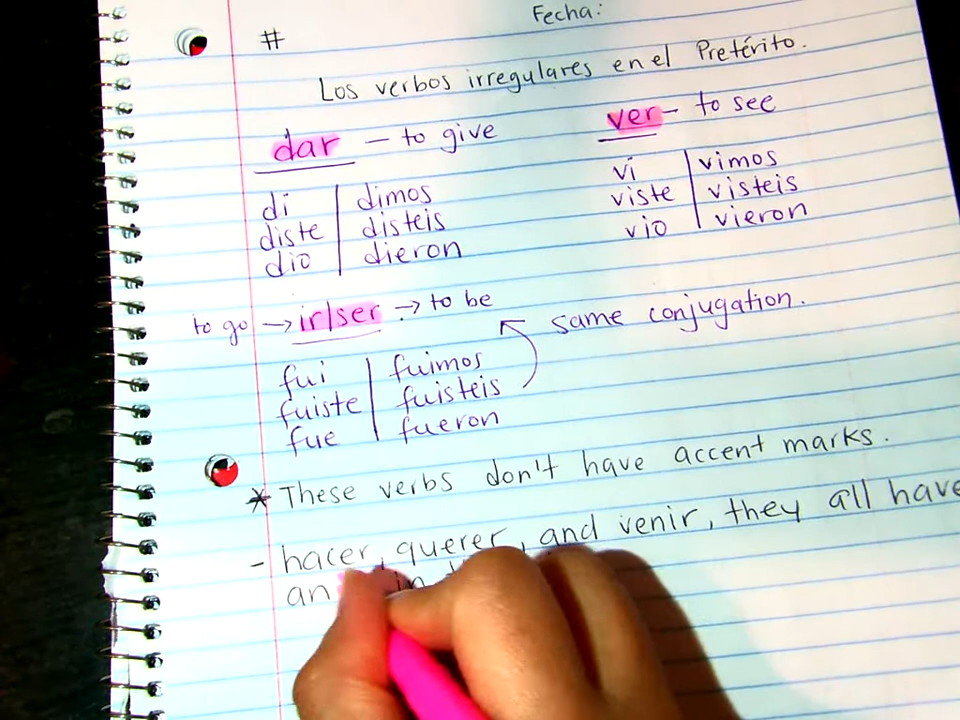 Fecha:
#
Los verbos irregulares en el Pretérito.
dar - to give
di | dimos
diste | disteis
dio | dieron
ver - to see
vi | vimos
viste | visteis
vio | vieron
to go → ir/ser → to be
same conjugation.
fui | fuimos
fuiste | fuisteis
fue | fueron
* These verbs don't have accent marks.
- hacer, querer, and venir, they all have
an in